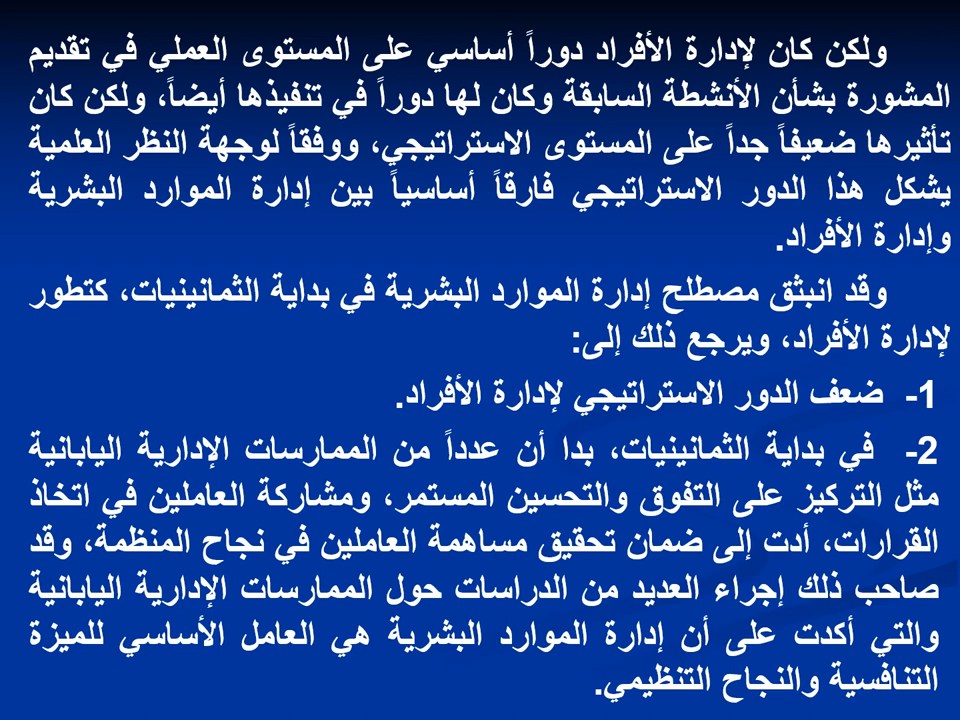 ولكن كان لإدارة الأفراد دوراً أساسي على المستوى العملي في تقديم
المشورة بشأن الأنشطة السابقة وكان لها دوراً في تنفيذها أيضاً، ولكن كان
تأثيرها ضعيفاً جداً على المستوى الاستراتيجي، ووفقاً لوجهة النظر العلمية
يشكل هذا الدور الاستراتيجي فارقاً أساسياً بين إدارة الموارد البشرية
وإدارة الأفراد.
وقد انبثق مصطلح إدارة الموارد البشرية في بداية الثمانينيات، كتطور
لإدارة الأفراد، ويرجع ذلك إلى:
1- ضعف الدور الاستراتيجي لإدارة الأفراد.
2- في بداية الثمانينيات، بدا أن عدداً من الممارسات الإدارية اليابانية
مثل التركيز على التفوق والتحسين المستمر، ومشاركة العاملين في اتخاذ
القرارات، أدت إلى ضمان تحقيق مساهمة العاملين في نجاح المنظمة، وقد
صاحب ذلك إجراء العديد من الدراسات حول الممارسات الإدارية اليابانية
والتي أكدت على أن إدارة الموارد البشرية هي العامل الأساسي للميزة
التنافسية والنجاح التنظيمي.